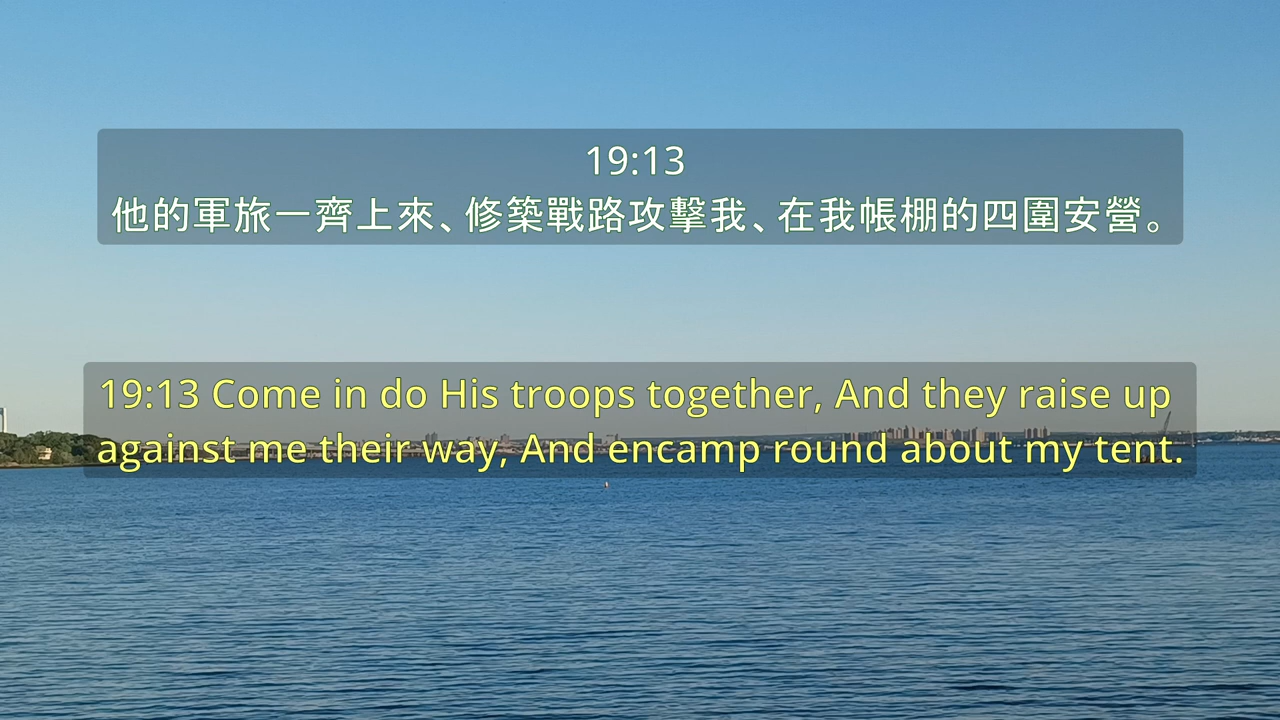 19:13
他的軍旅一齊上來、修築戰路攻擊我、在我帳棚的四圍安營。
19:13 Come in do His troops together, And they raise up
against me their way, And encamp round about my tent.